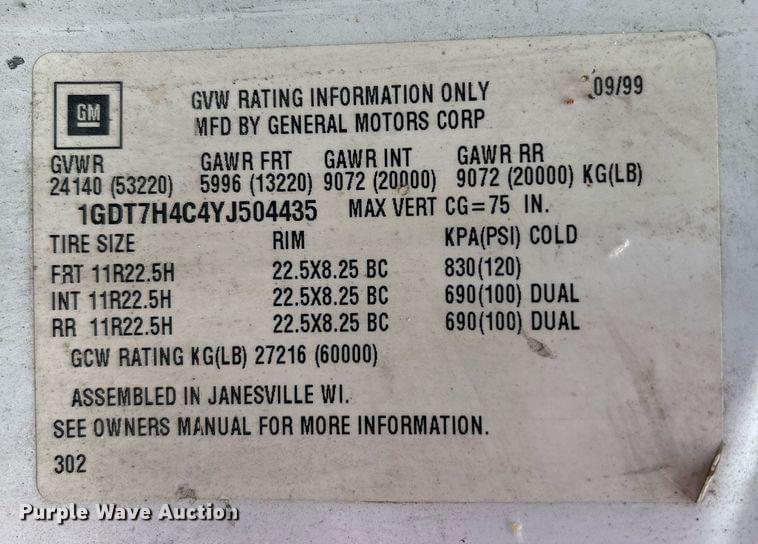 GM
GVW RATING INFORMATION ONLY 09/99
MFD BY GENERAL MOTORS CORP
GVWR GAWR FRT GAWR INT GAWR RR
24140 (53220) 5996 (13220) 9072 (20000) 9072 (20000) KG(LB)
1GDT7H4C4YJ504435 MAX VERT CG=75 IN.
TIRE SIZE RIM KPA(PSI) COLD
FRT 11R22.5H 22.5X8.25 BC 830(120)
INT 11R22.5H 22.5X8.25 BC 690(100) DUAL
RR 11R22.5H 22.5X8.25 BC 690(100) DUAL
GCW RATING KG(LB) 27216 (60000)
ASSEMBLED IN JANESVILLE WI.
SEE OWNERS MANUAL FOR MORE INFORMATION.
302
Purple Wave Auction